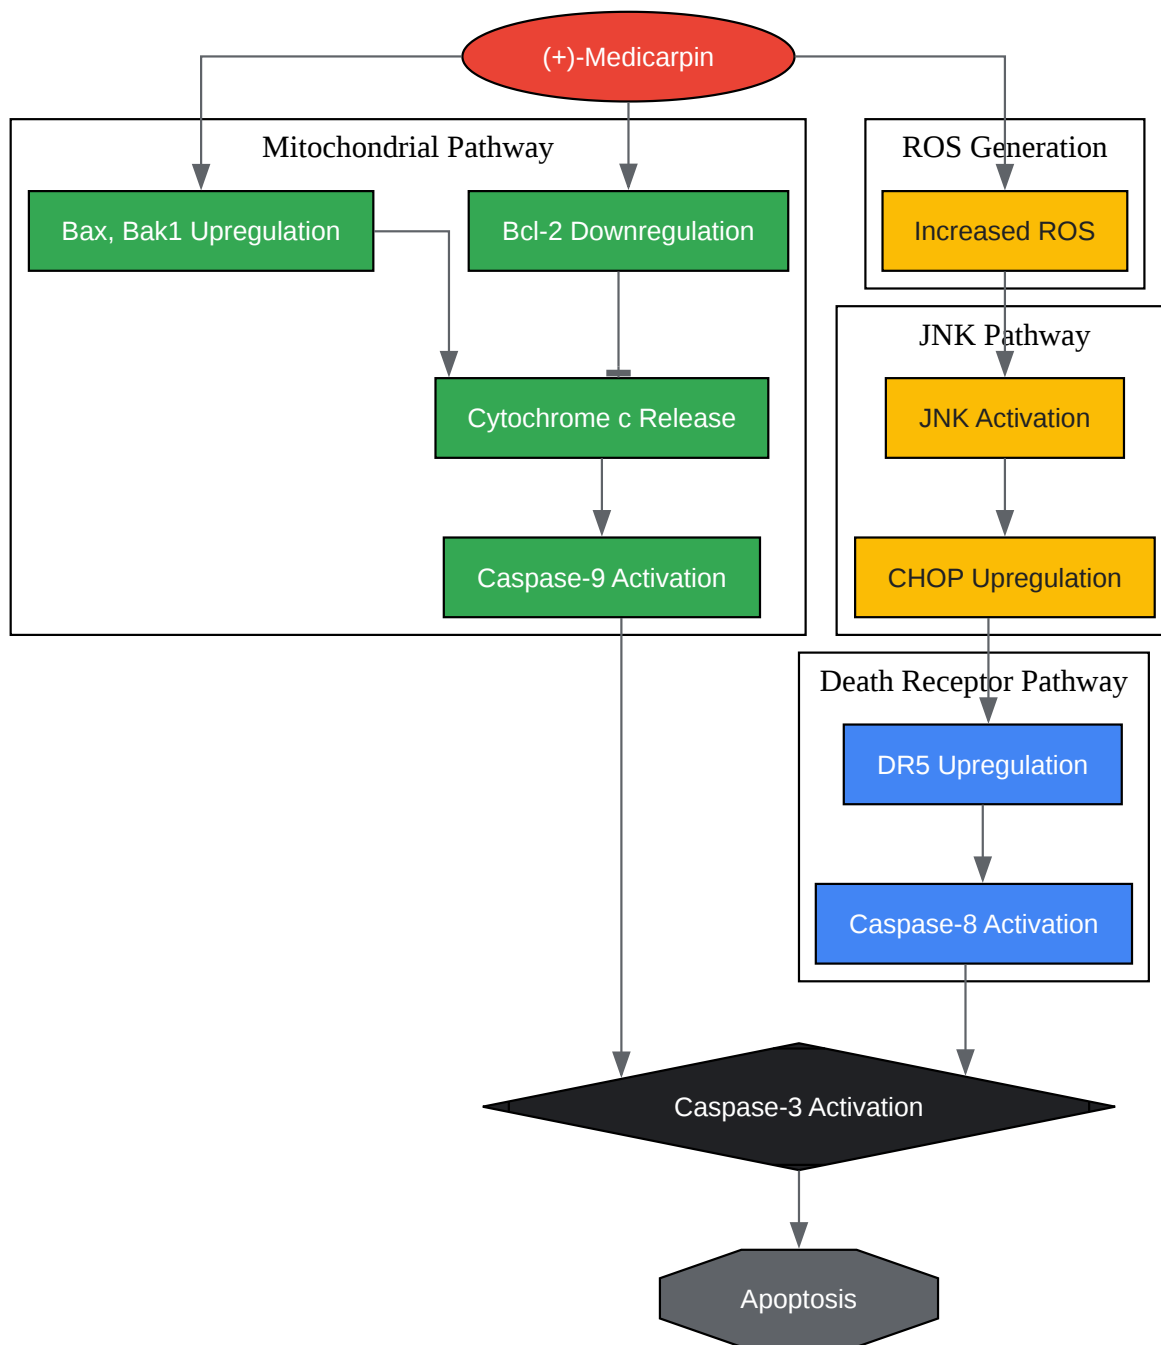 (+)-Medicarpin
Mitochondrial Pathway
ROS Generation
Bax, Bak1 Upregulation
Bcl-2 Downregulation
Increased ROS
JNK Pathway
Cytochrome c Release
JNK Activation
Caspase-9 Activation
CHOP Upregulation
Death Receptor Pathway
DR5 Upregulation
Caspase-8 Activation
Caspase-3 Activation
Apoptosis